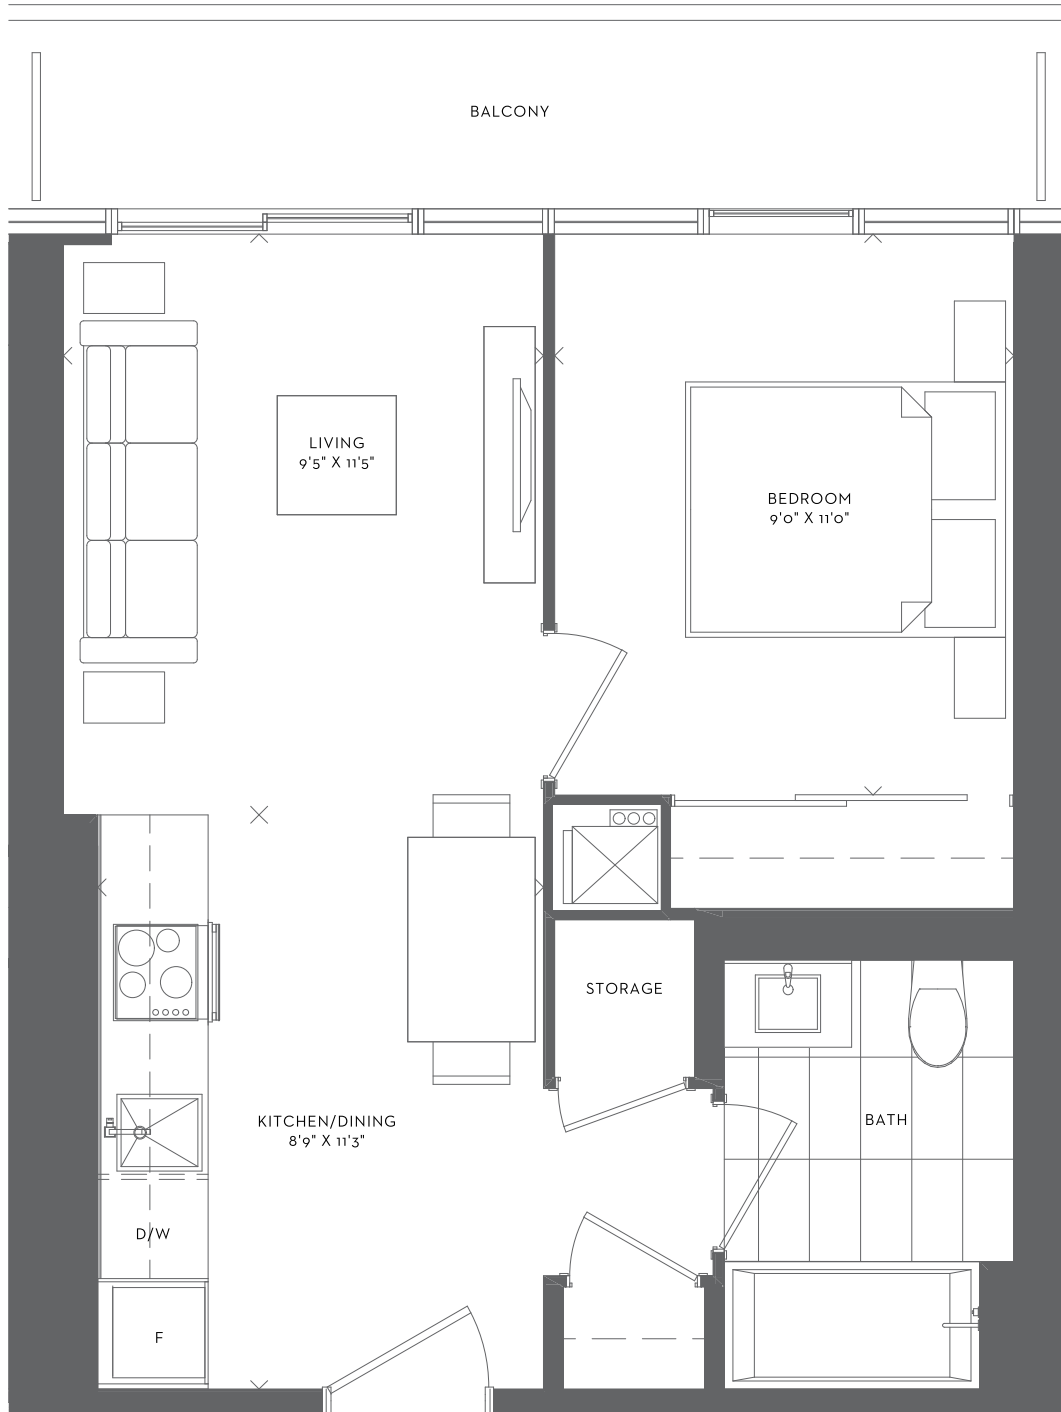 BALCONY
LIVING
9'5" X 11'5"
BEDROOM
9'0" X 11'0"
STORAGE
KITCHEN/DINING
8'9" X 11'3"
BATH
D/W
F